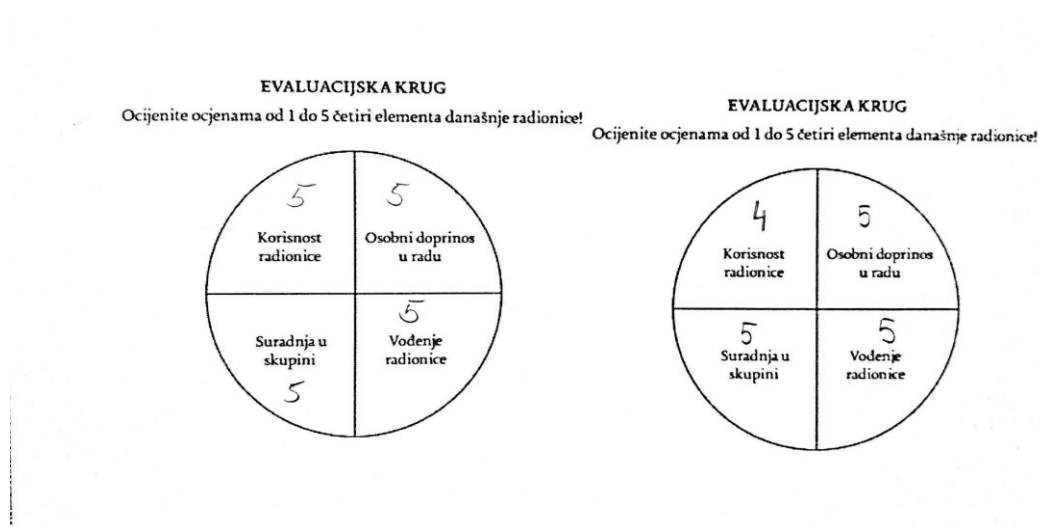 EVALUACIJSKA KRUG
Ocijenite ocjenama od 1 do 5 četiri elementa današnje radionice!
5
5
Korisnost
radionice
Osobni doprinos
u radu
5
Suradnja u
skupini
Vođenje
radionice
5
EVALUACIJSKA KRUG
Ocijenite ocjenama od 1 do 5 četiri elementa današnje radionice!
4
5
Korisnost
radionice
Osobni doprinos
u radu
5
5
Suradnja u
skupini
Vođenje
radionice